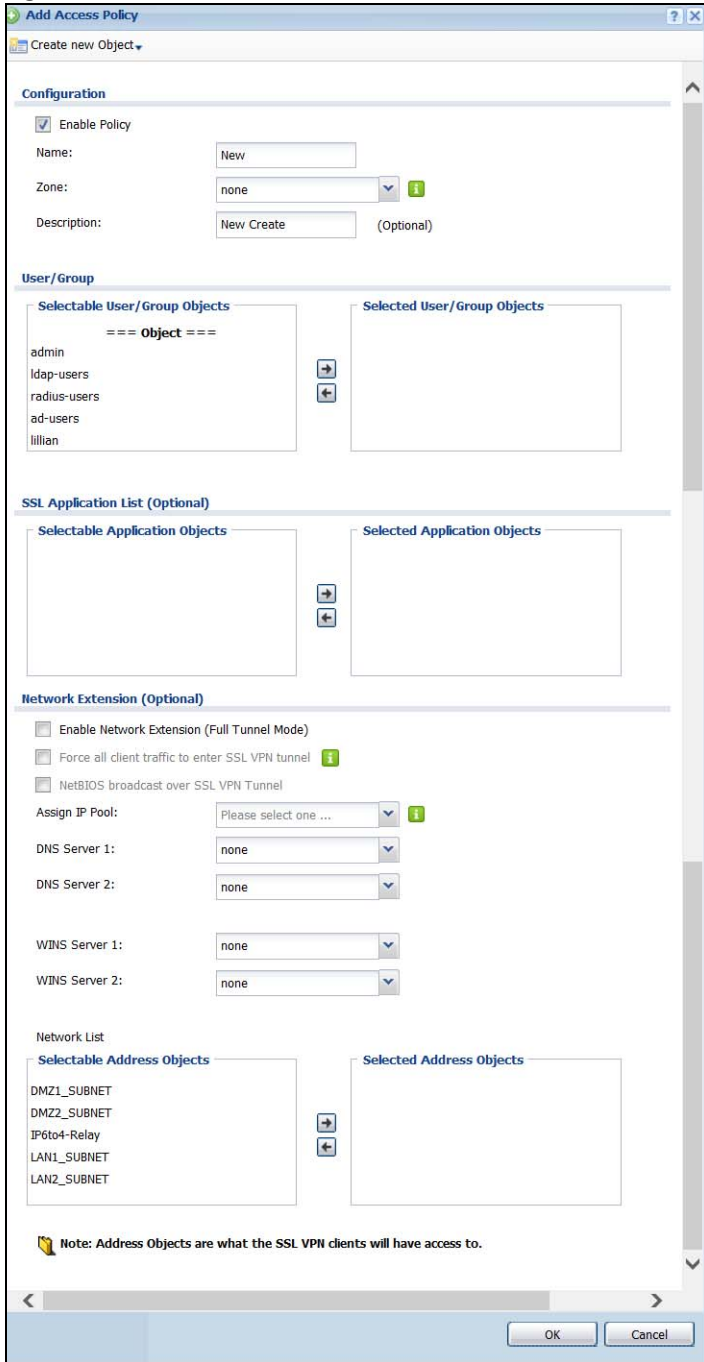 Add Access Policy
Create new Object
Configuration
Enable Policy
Name: New
Zone: none
Description: New Create (Optional)
User/Group
Selectable User/Group Objects Selected User/Group Objects
=== Object ===
admin
ldap-users
radius-users
ad-users
lillian
SSL Application List (Optional)
Selectable Application Objects Selected Application Objects
Network Extension (Optional)
Enable Network Extension (Full Tunnel Mode)
Force all client traffic to enter SSL VPN tunnel
NetBIOS broadcast over SSL VPN Tunnel
Assign IP Pool: Please select one ...
DNS Server 1: none
DNS Server 2: none
WINS Server 1: none
WINS Server 2: none
Network List
Selectable Address Objects Selected Address Objects
DMZ1_SUBNET
DMZ2_SUBNET
IP6to4-Relay
LAN1_SUBNET
LAN2_SUBNET
Note: Address Objects are what the SSL VPN clients will have access to.
OK Cancel